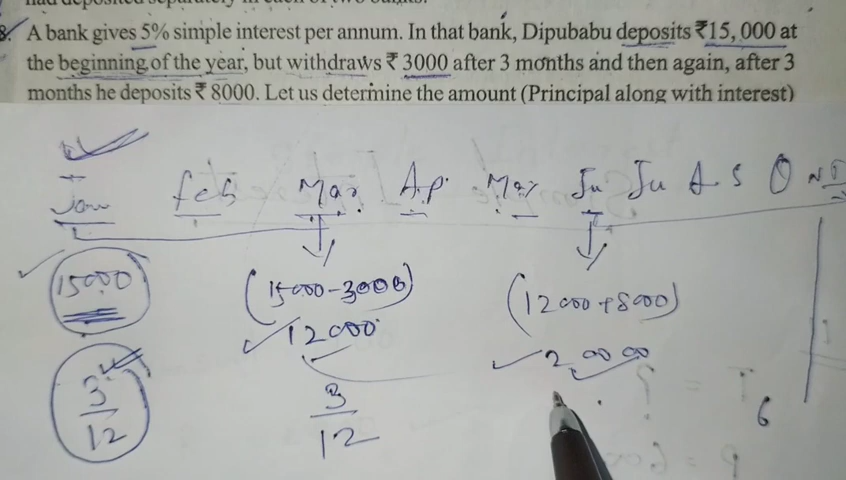 8. A bank gives 5% simple interest per annum. In that bank, Dipubabu deposits ₹15,000 at
the beginning of the year, but withdraws ₹ 3000 after 3 months and then again, after 3
months he deposits ₹ 8000. Let us determine the amount (Principal along with interest)
Jan Feb Mar Ap. May Ju Ju A S O N D
15000 (15000-3000) (12000+8000)
12000 20000
3/12 3/12 6